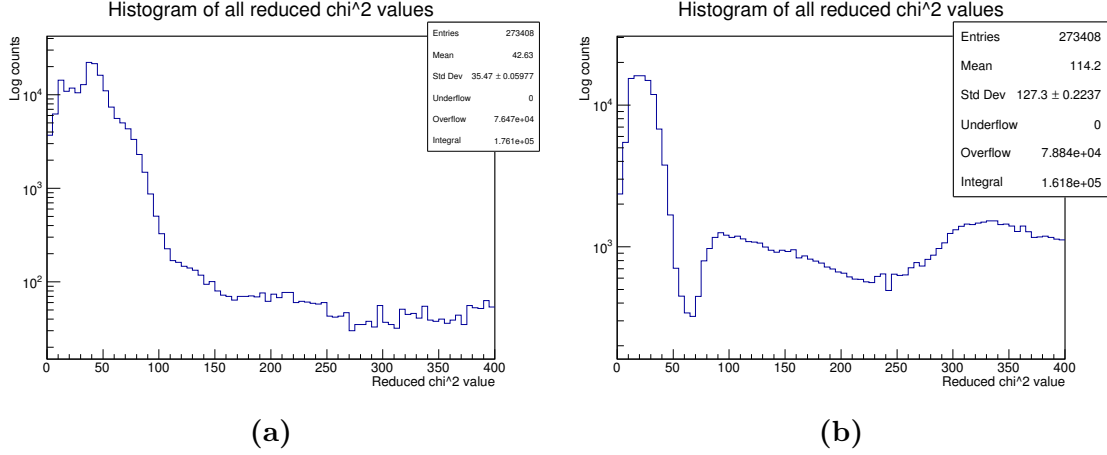 Histogram of all reduced chi^2 values
Log counts
Entries 273408
Mean 42.63
Std Dev 35.47 ± 0.05977
Underflow 0
Overflow 7.647e+04
Integral 1.761e+05
10^4
10^3
10^2
0 50 100 150 200 250 300 350 400
Reduced chi^2 value
(a)
Histogram of all reduced chi^2 values
Log counts
Entries 273408
Mean 114.2
Std Dev 127.3 ± 0.2237
Underflow 0
Overflow 7.884e+04
Integral 1.618e+05
10^4
10^3
0 50 100 150 200 250 300 350 400
Reduced chi^2 value
(b)